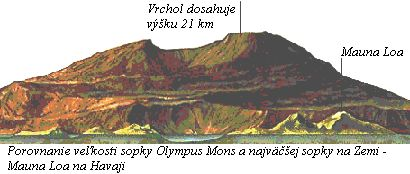 Vrchol dosahuje
výšku 21 km
Mauna Loa
Porovnanie veľkosti sopky Olympus Mons a najväčšej sopky na Zemi -
Mauna Loa na Havaji